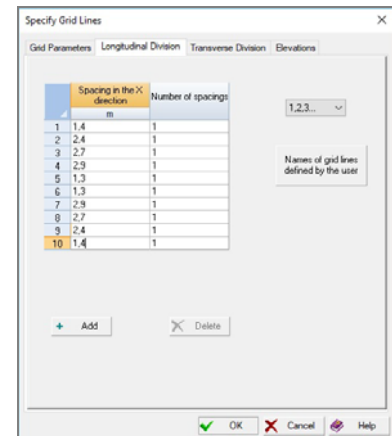 Specify Grid Lines
Grid Parameters Longitudinal Division Transverse Division Elevations
Spacing in the X direction Number of spacings
m
1 1,4 1
2 2,4 1
3 2,7 1
4 2,9 1
5 1,3 1
6 1,3 1
7 2,9 1
8 2,7 1
9 2,4 1
10 1,4 1
1,2,3...
Names of grid lines
defined by the user
+ Add Delete
OK Cancel Help